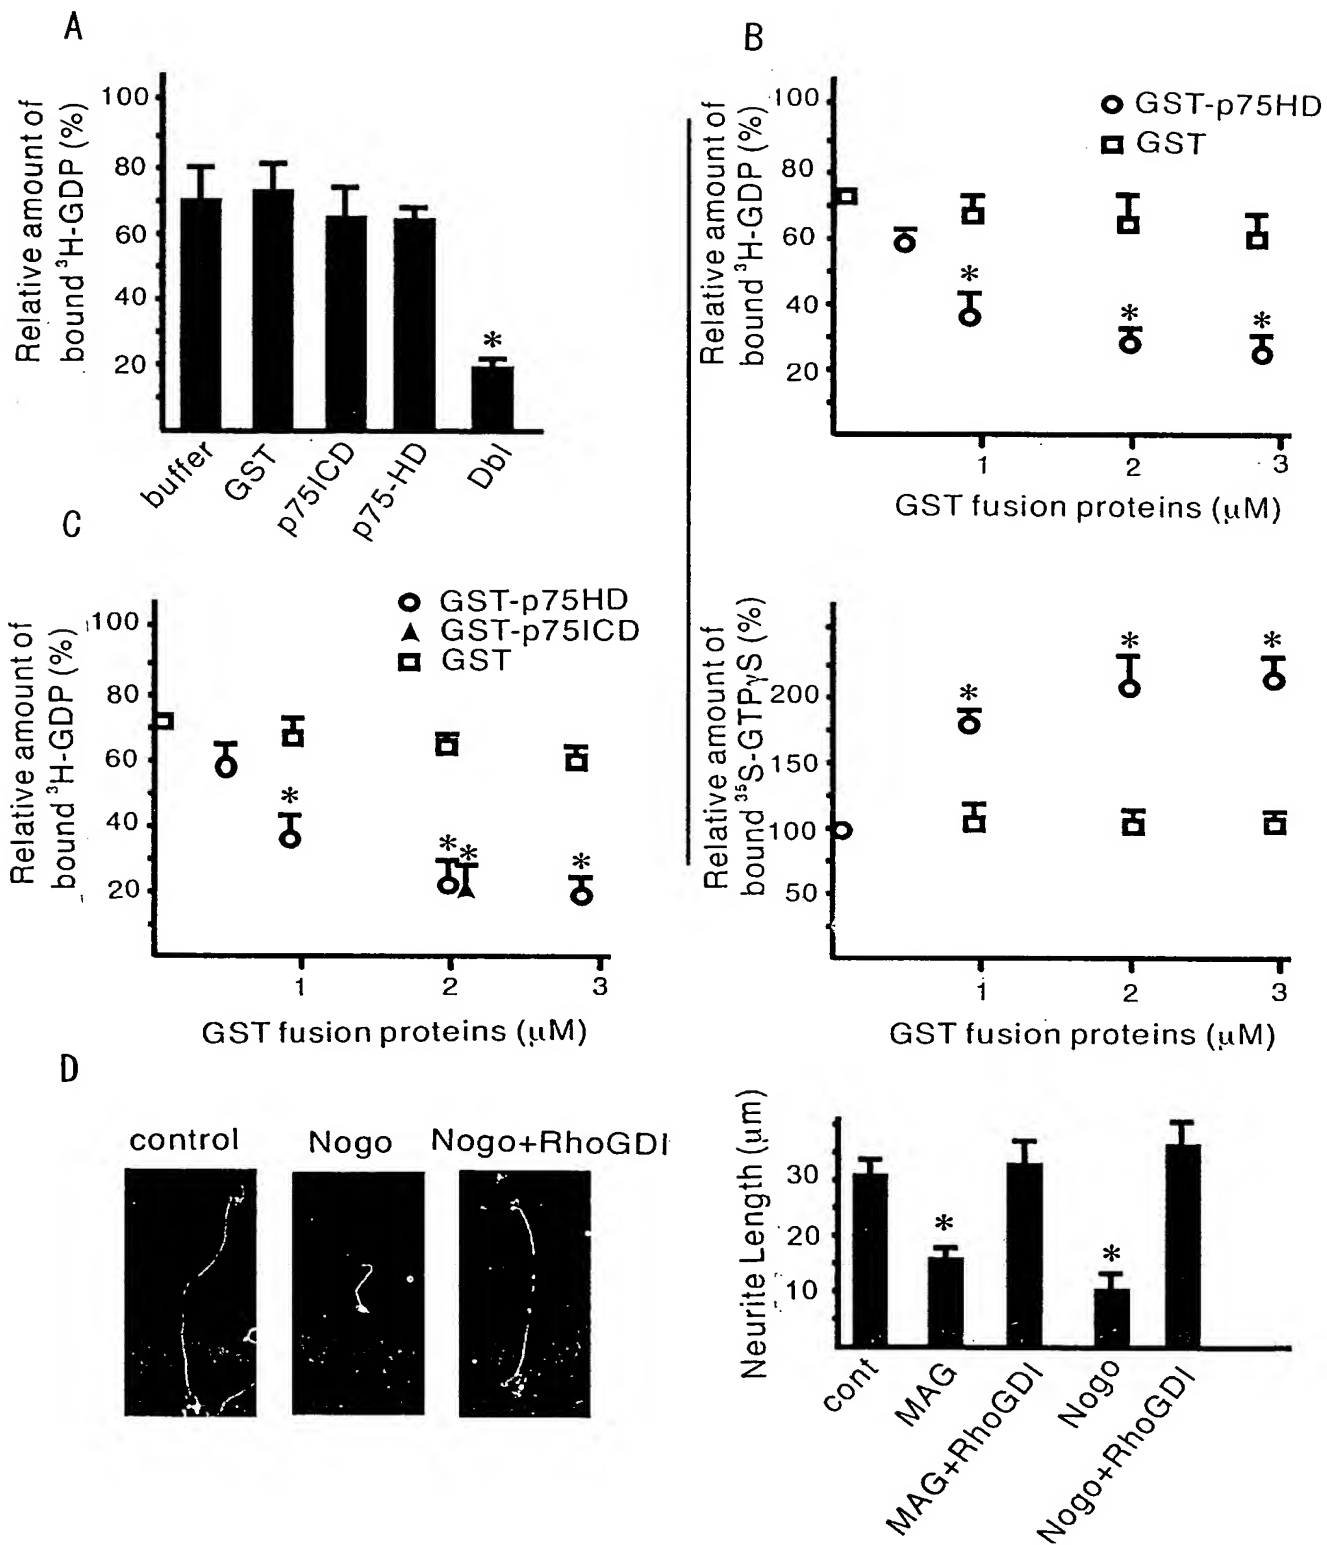 A
Relative amount of
bound ³H-GDP (%)
100
80
60
40
20
*
buffer
GST
p75ICD
p75-HD
Dbl
B
Relative amount of
bound ³H-GDP (%)
100
80
60
40
20
GST-p75HD
GST
*
*
*
1
2
3
GST fusion proteins (μM)
Relative amount of
bound ³⁵S-GTPγS (%)
200
150
100
50
*
*
*
1
2
3
GST fusion proteins (μM)
C
Relative amount of
bound ³H-GDP (%)
100
80
60
40
20
GST-p75HD
GST-p75ICD
GST
*
*
*
*
1
2
3
GST fusion proteins (μM)
D
control
Nogo
Nogo+RhoGDI
Neurite Length (μm)
30
20
10
*
*
cont
MAG
MAG+RhoGDI
Nogo
Nogo+RhoGDI